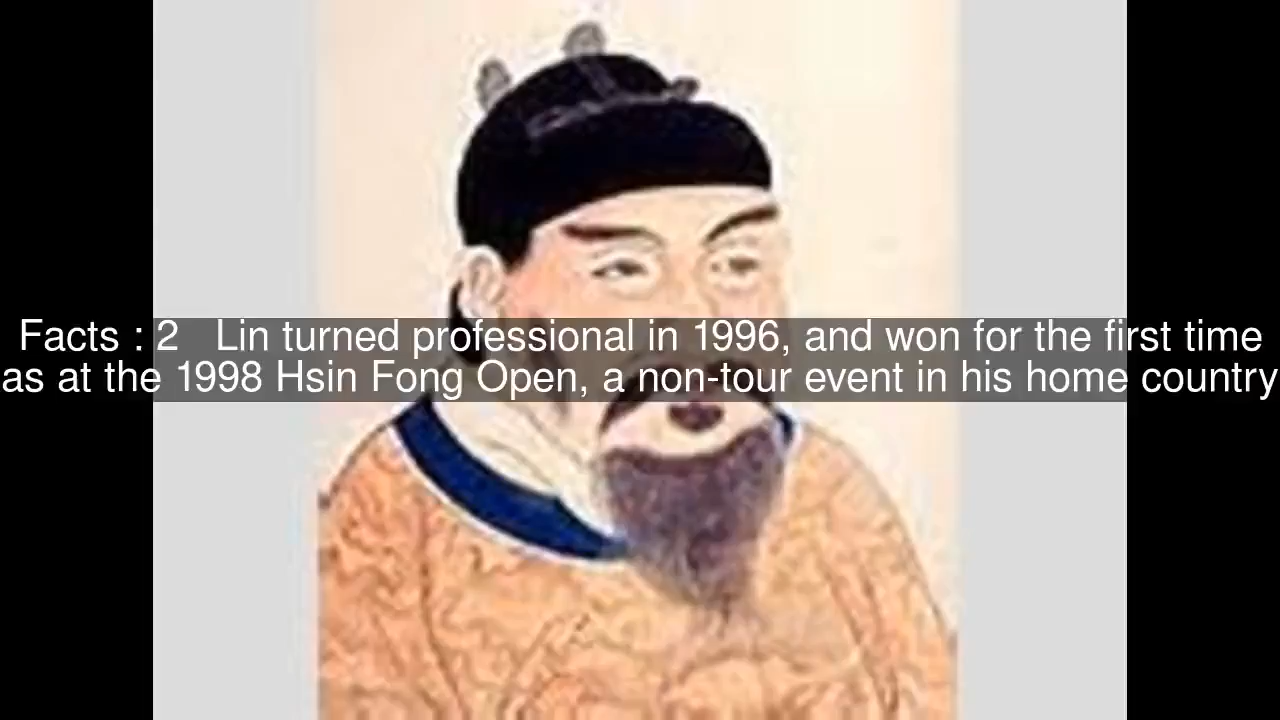 Facts : 2 Lin turned professional in 1996, and won for the first time
as at the 1998 Hsin Fong Open, a non-tour event in his home country